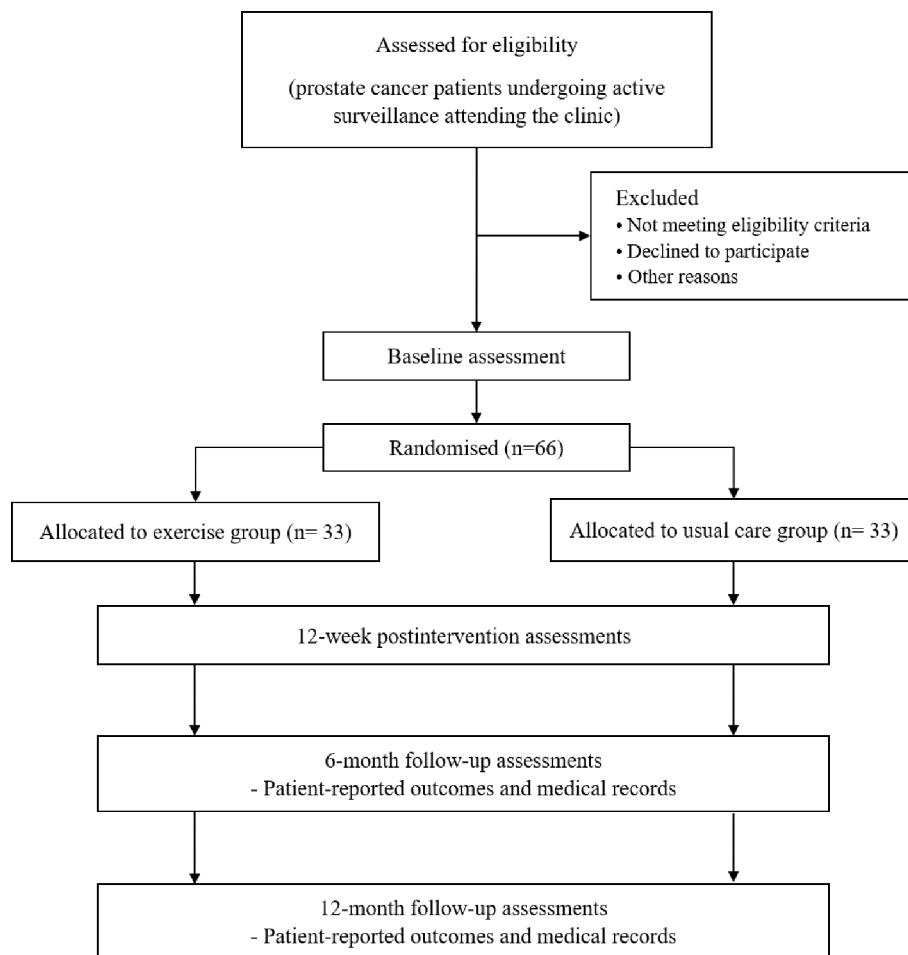 Assessed for eligibility
(prostate cancer patients undergoing active
surveillance attending the clinic)
Excluded
• Not meeting eligibility criteria
• Declined to participate
• Other reasons
Baseline assessment
Randomised (n=66)
Allocated to exercise group (n= 33)
Allocated to usual care group (n= 33)
12-week postintervention assessments
6-month follow-up assessments
- Patient-reported outcomes and medical records
12-month follow-up assessments
- Patient-reported outcomes and medical records